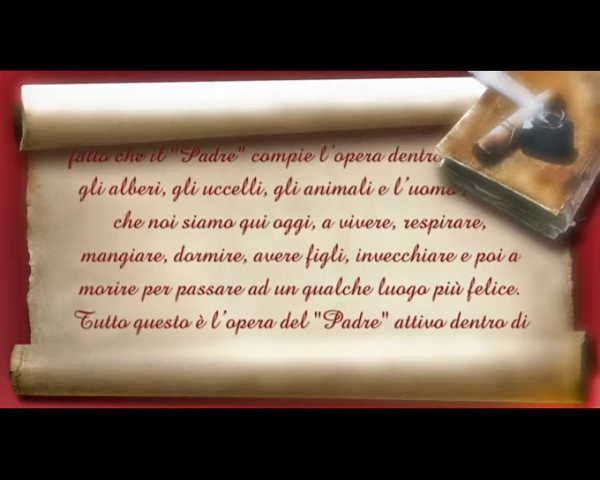 fatto che il "Padre" compie l'opera dentro
gli alberi, gli uccelli, gli animali e l'uomo
che noi siamo qui oggi, a vivere, respirare,
mangiare, dormire, avere figli, invecchiare e poi a
morire per passare ad un qualche luogo più felice.
Tutto questo è l'opera del "Padre" attivo dentro di